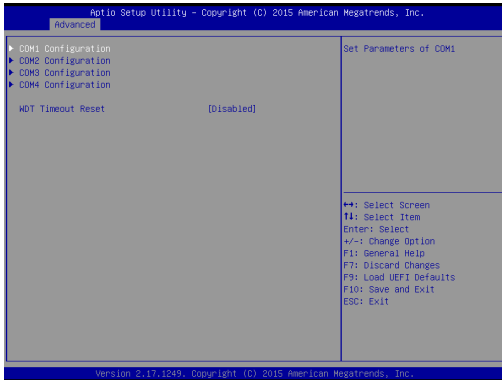 Aptio Setup Utility – Copyright (C) 2015 American Megatrends, Inc.
Advanced
COM1 Configuration
COM2 Configuration
COM3 Configuration
COM4 Configuration
WDT Timeout Reset [Disabled]
Set Parameters of COM1
↔: Select Screen
↑↓: Select Item
Enter: Select
+/-: Change Option
F1: General Help
F7: Discard Changes
F9: Load UEFI Defaults
F10: Save and Exit
ESC: Exit
Version 2.17.1249. Copyright (C) 2015 American Megatrends, Inc.